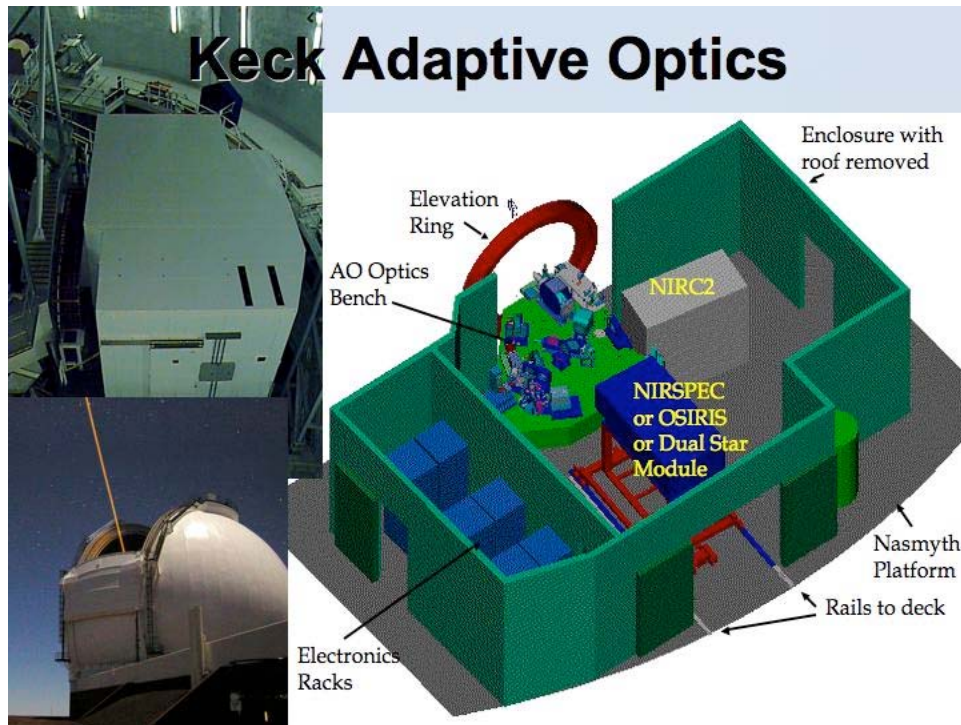 Keck Adaptive Optics
Enclosure with
roof removed
Elevation
Ring
AO Optics
Bench
NIRC2
NIRSPEC
or OSIRIS
or Dual Star
Module
Nasmyth
Platform
Rails to deck
Electronics
Racks